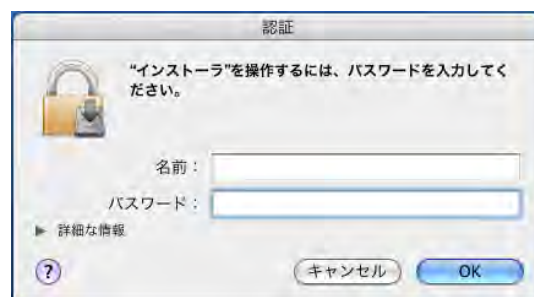 認証
“インストーラ”を操作するには、パスワードを入力してく
ださい。
名前：
パスワード：
▶ 詳細な情報
?
キャンセル
OK